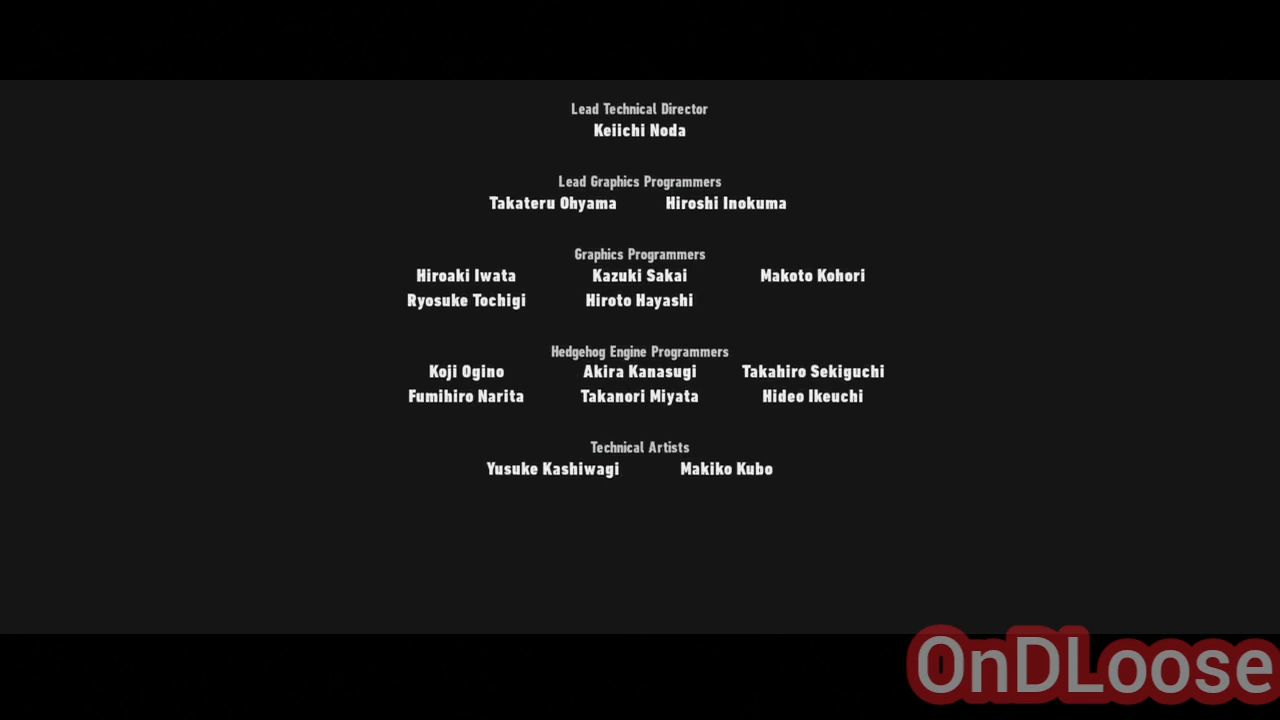 Lead Technical Director
Keiichi Noda
Lead Graphics Programmers
Takateru Ohyama Hiroshi Inokuma
Graphics Programmers
Hiroaki Iwata Kazuki Sakai Makoto Kohori
Ryosuke Tochigi Hiroto Hayashi
Hedgehog Engine Programmers
Koji Ogino Akira Kanasugi Takahiro Sekiguchi
Fumihiro Narita Takanori Miyata Hideo Ikeuchi
Technical Artists
Yusuke Kashiwagi Makiko Kubo
OnDLoose